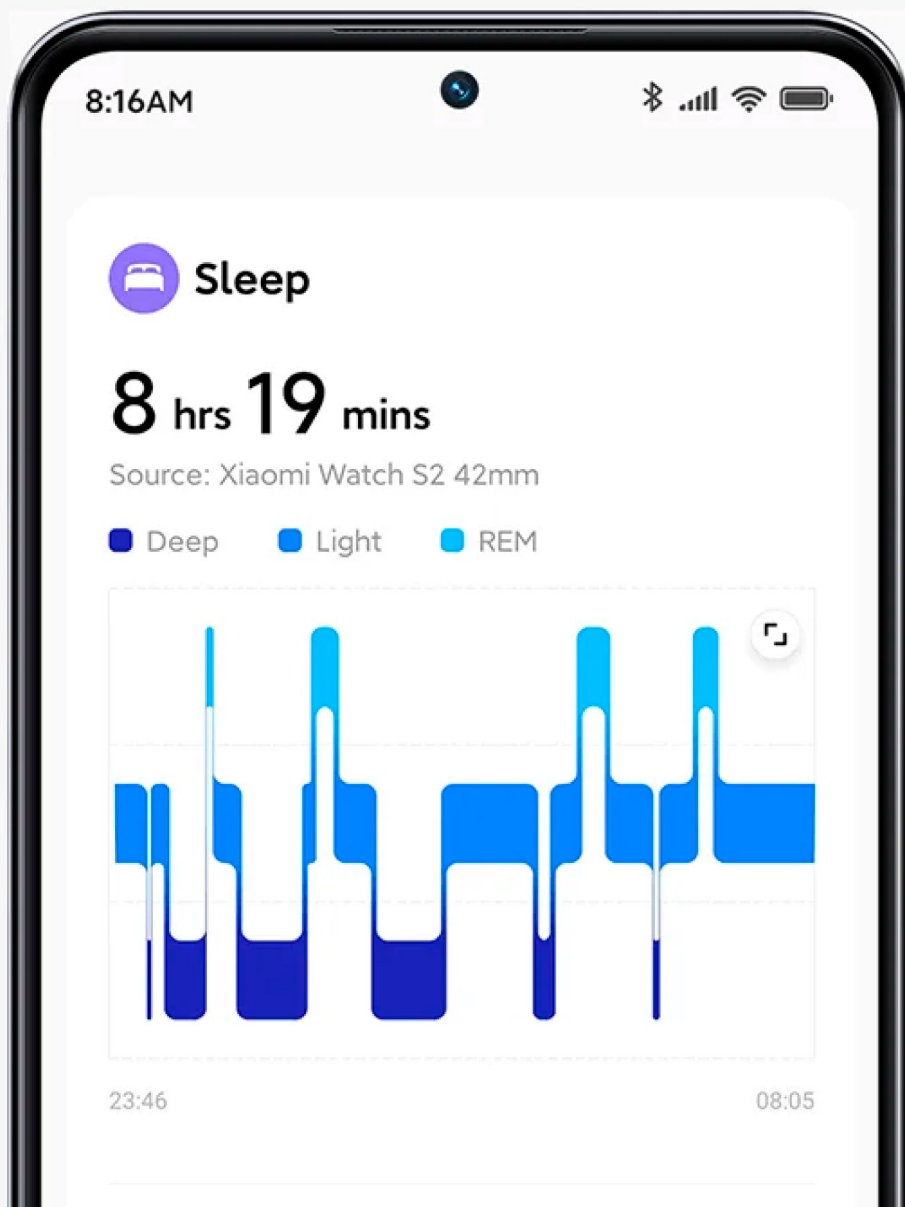 8:16AM
Sleep
8 hrs 19 mins
Source: Xiaomi Watch S2 42mm
Deep Light REM
23:46 08:05